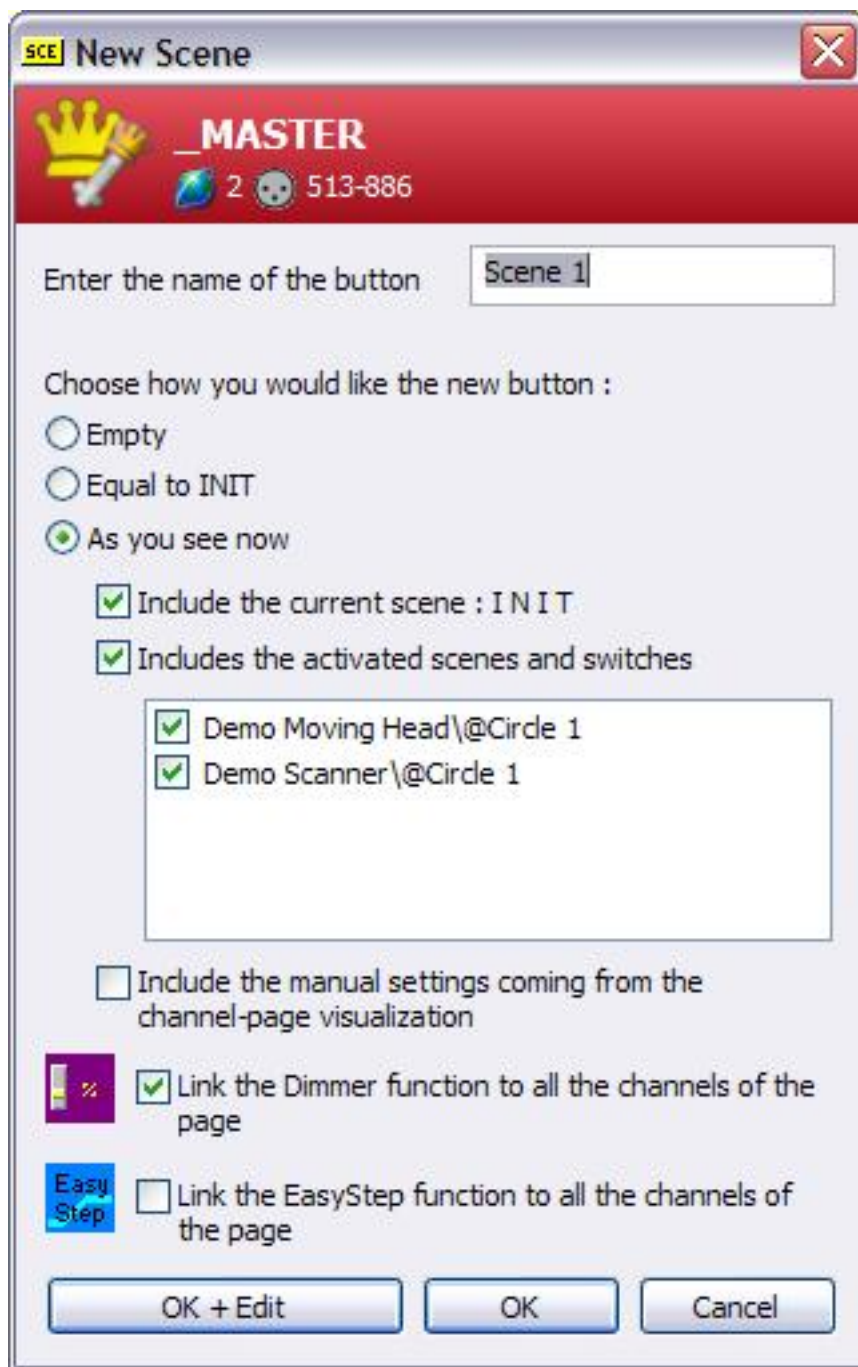 SCE New Scene
_MASTER
2 513-886
Enter the name of the button Scene 1
Choose how you would like the new button :
Empty
Equal to INIT
As you see now
Include the current scene : I N I T
Includes the activated scenes and switches
Demo Moving Head\@Circle 1
Demo Scanner\@Circle 1
Include the manual settings coming from the
channel-page visualization
% Link the Dimmer function to all the channels of the
page
Easy
Step
Link the EasyStep function to all the channels of
the page
OK + Edit OK Cancel